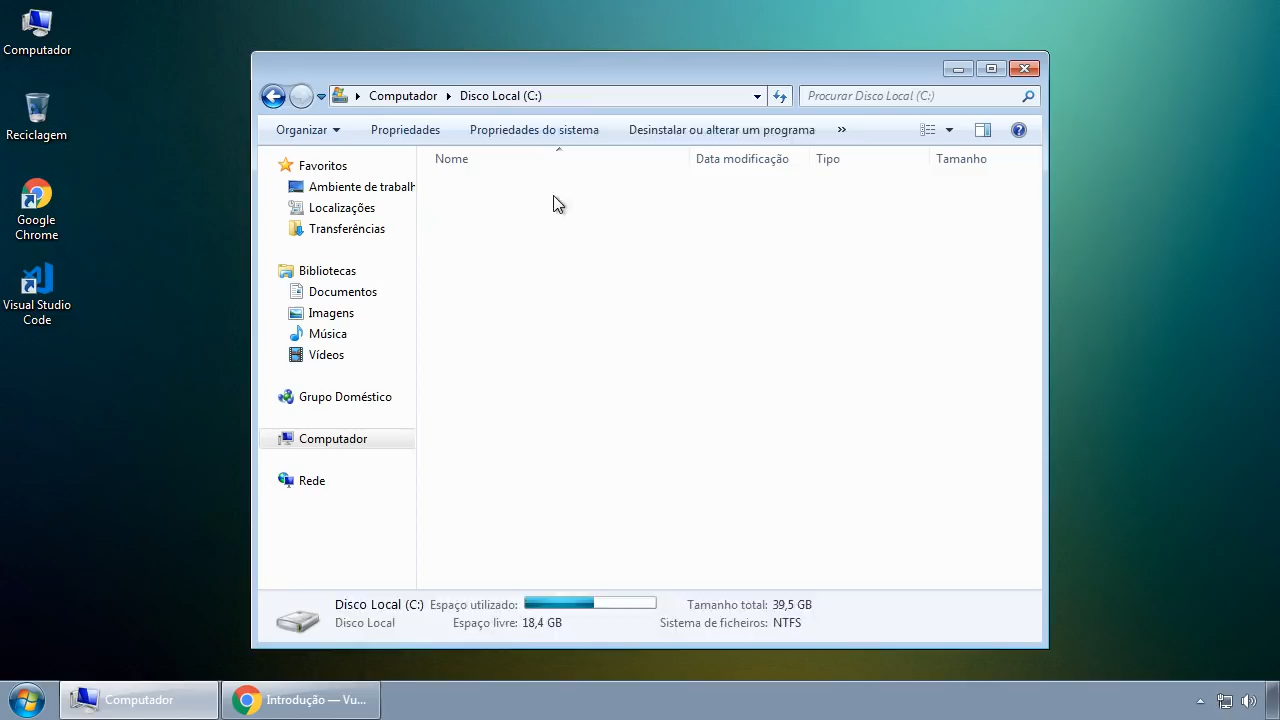 Computador
Reciclagem
Google
Chrome
Visual Studio
Code
Computador Disco Local (C:)
Procurar Disco Local (C:)
Organizar Propriedades Propriedades do sistema Desinstalar ou alterar um programa »
Nome Data modificação Tipo Tamanho
Favoritos
Ambiente de trabalh
Localizações
Transferências
Bibliotecas
Documentos
Imagens
Música
Vídeos
Grupo Doméstico
Computador
Rede
Disco Local (C:) Espaço utilizado: Tamanho total: 39,5 GB
Disco Local Espaço livre: 18,4 GB Sistema de ficheiros: NTFS
Computador Introdução — Vu...